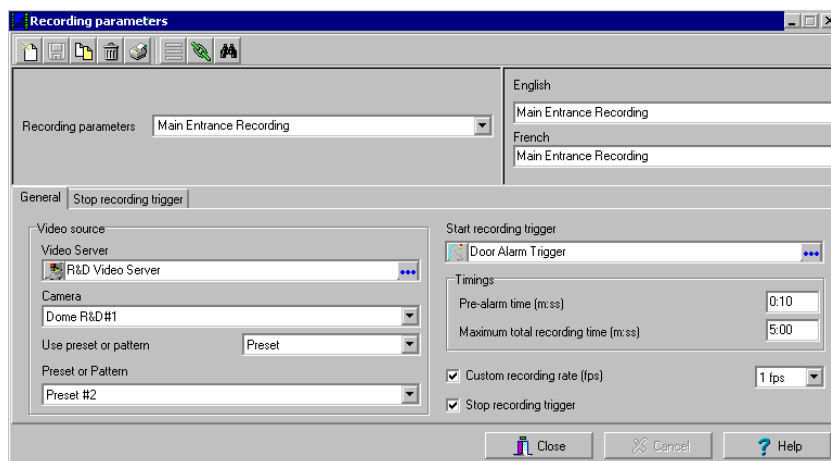 Recording parameters
English
Recording parameters Main Entrance Recording
Main Entrance Recording
French
Main Entrance Recording
General Stop recording trigger
Video source
Video Server
R&D Video Server
Camera
Dome R&D#1
Use preset or pattern Preset
Preset or Pattern
Preset #2
Start recording trigger
Door Alarm Trigger
Timings
Pre-alarm time (m:ss) 0:10
Maximum total recording time (m:ss) 5:00
Custom recording rate (fps) 1 fps
Stop recording trigger
Close Cancel Help